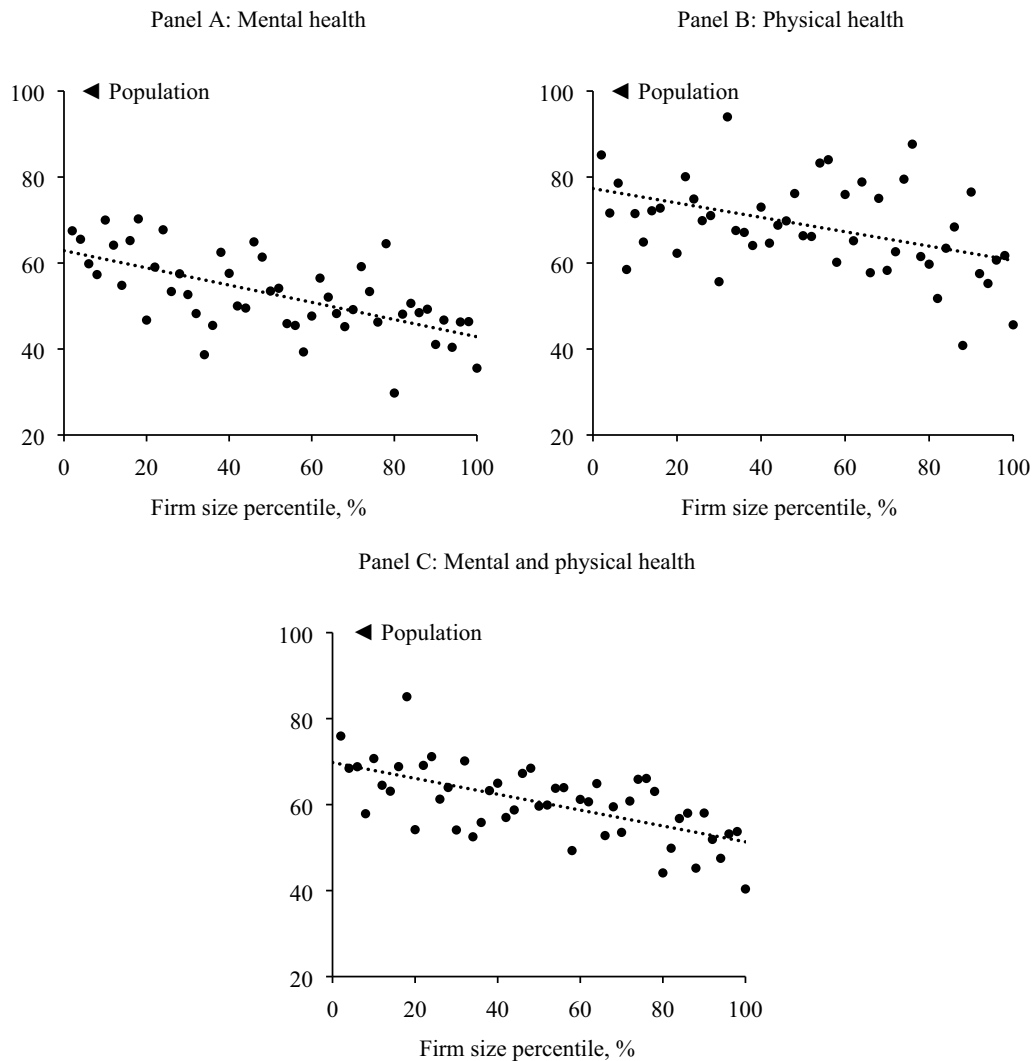 Panel A: Mental health
100
80
60
40
20
◄ Population
0 20 40 60 80 100
Firm size percentile, %
Panel B: Physical health
100
80
60
40
20
◄ Population
0 20 40 60 80 100
Firm size percentile, %
Panel C: Mental and physical health
100
80
60
40
20
◄ Population
0 20 40 60 80 100
Firm size percentile, %